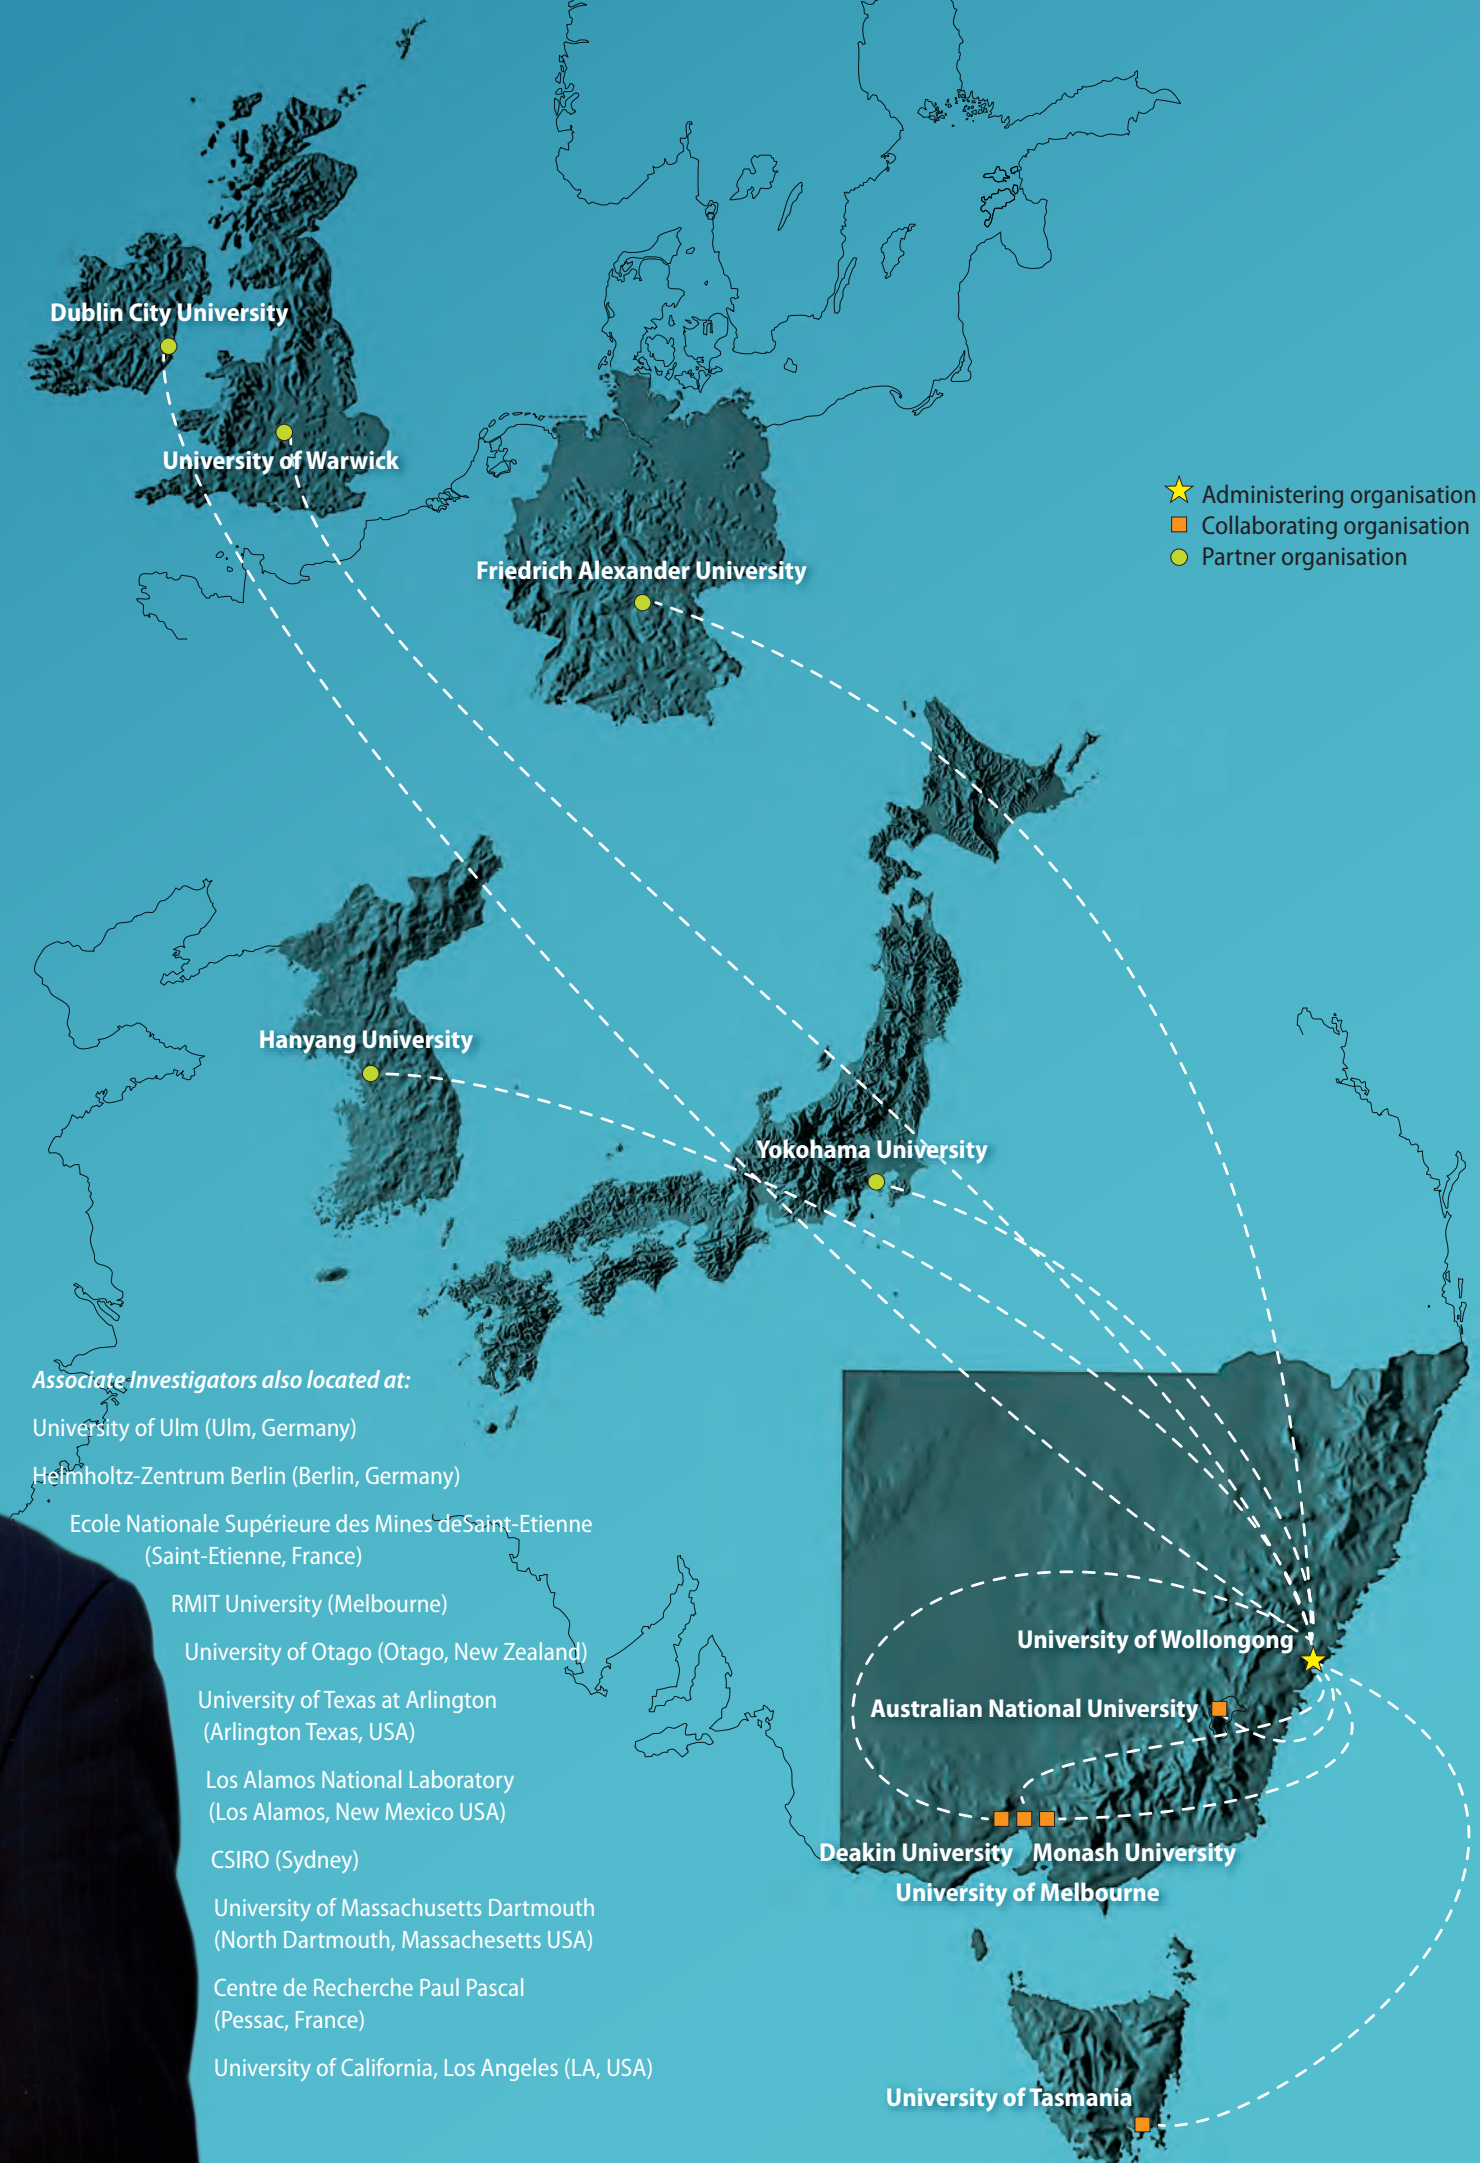 Dublin City University
University of Warwick
Administering organisation
Collaborating organisation
Partner organisation
Friedrich Alexander University
Hanyang University
Yokohama University
Associate Investigators also located at:
University of Ulm (Ulm, Germany)
Helmholtz-Zentrum Berlin (Berlin, Germany)
Ecole Nationale Supérieure des Mines deSaint-Etienne
(Saint-Etienne, France)
RMIT University (Melbourne)
University of Otago (Otago, New Zealand)
University of Texas at Arlington
(Arlington Texas, USA)
Los Alamos National Laboratory
(Los Alamos, New Mexico USA)
CSIRO (Sydney)
University of Massachusetts Dartmouth
(North Dartmouth, Massachesetts USA)
Centre de Recherche Paul Pascal
(Pessac, France)
University of California, Los Angeles (LA, USA)
University of Wollongong
Australian National University
Deakin University
Monash University
University of Melbourne
University of Tasmania